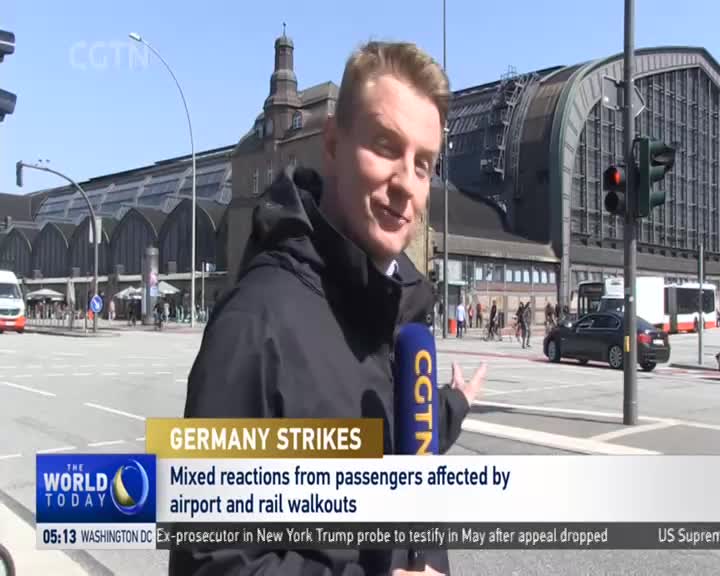 CGTN
CGTN
GERMANY STRIKES
THE
WORLD
TODAY
Mixed reactions from passengers affected by
airport and rail walkouts
05:13 WASHINGTON DC
Ex-prosecutor in New York Trump probe to testify in May after appeal dropped US Suprem